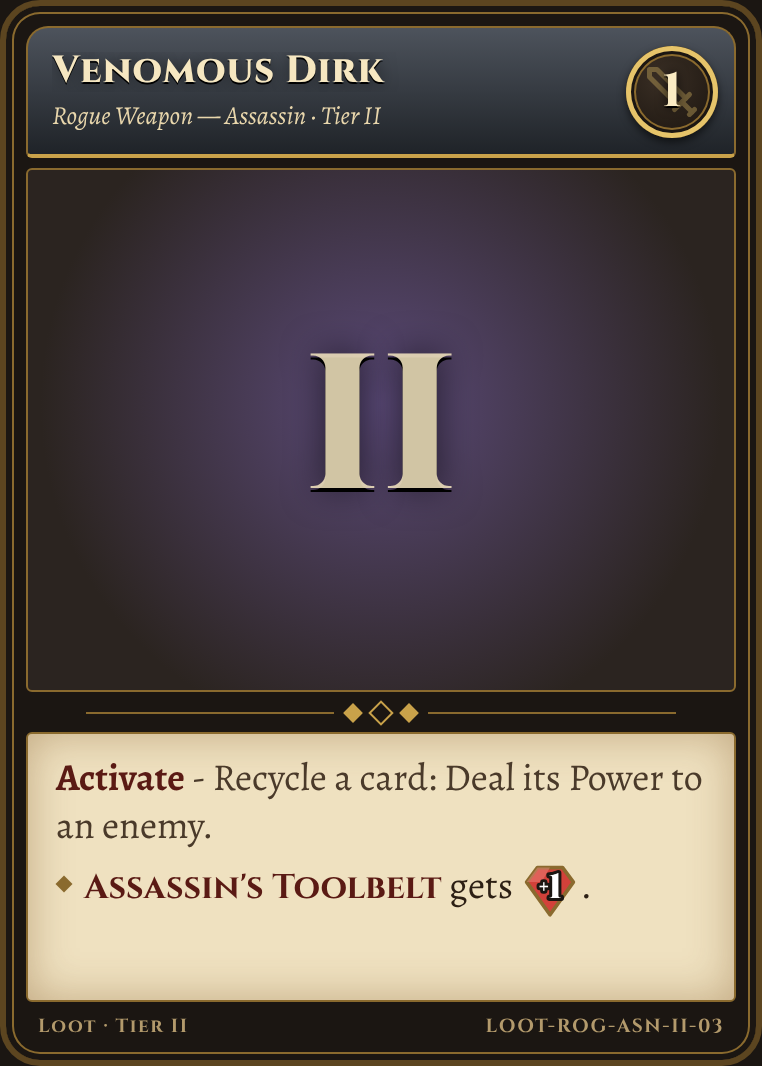 Venomous Dirk
1
Rogue Weapon — Assassin · Tier II
II
Activate - Recycle a card: Deal its Power to
an enemy.
Assassin's Toolbelt gets +1 .
Loot · Tier II
LOOT-ROG-ASN-II-03